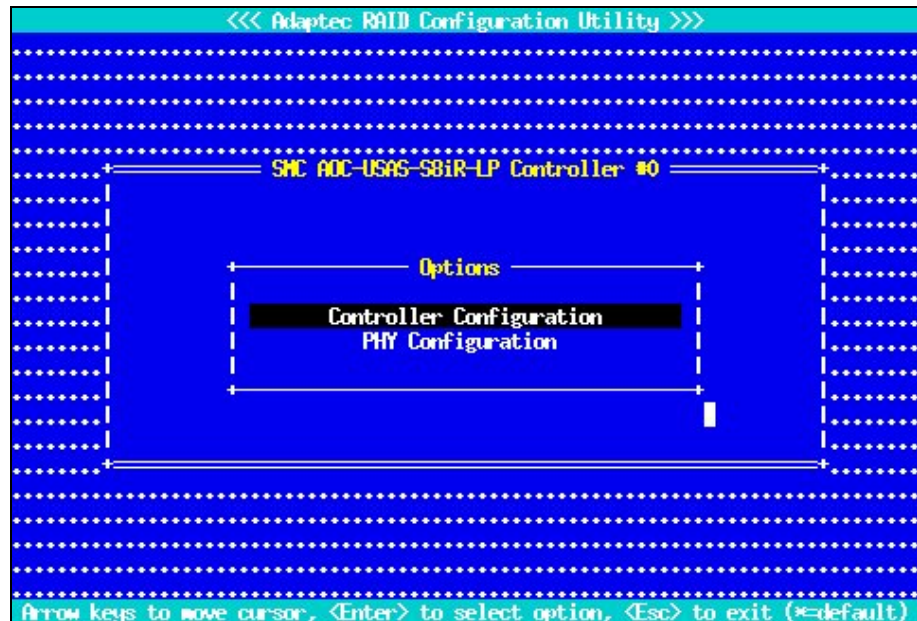 <<< Adaptec RAID Configuration Utility >>>
SMC AOC-USAS-S8iR-LP Controller #0
Options
Controller Configuration
PHY Configuration
Arrow keys to move cursor, <Enter> to select option, <Esc> to exit (*=default)